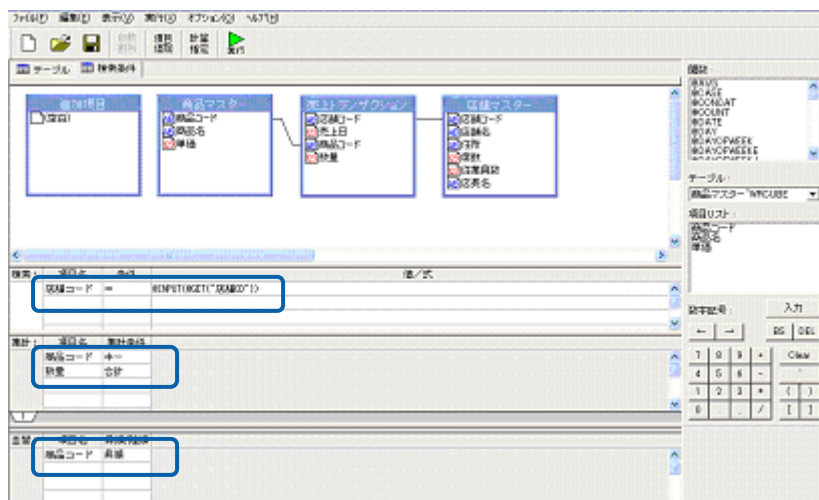 ファイル(F) 編集(E) 表示(V) 実行(R) オプション(O) ヘルプ(H)
実行
テーブル 検索条件
追加項目 商品マスター 売上トランザクション 店舗マスター
(空白)
商品コード
商品名
単価
店舗コード
売上日
商品コード
数量
店舗コード
店舗名
住所
席数
従業員数
店長名
検索: 項目名 条件 値/式
店舗コード = @INPUT(@GET("店舗CD"))
集計: 項目名 集計条件
商品コード キー
数量 合計
1
項目名
商品コード 昇順
関数:
@AVG
@CASE
@CONCAT
@COUNT
@DATE
@DAY
@DAYOFWEEK
@DAYOFWEEKE
テーブル:
商品マスター~WRCUBE
項目リスト:
商品コード
商品名
単価
数字記号: 入力
← → BS DEL
7 8 9 + Clear
4 5 6 - '
1 2 3 * ( )
0 . , / [ ]